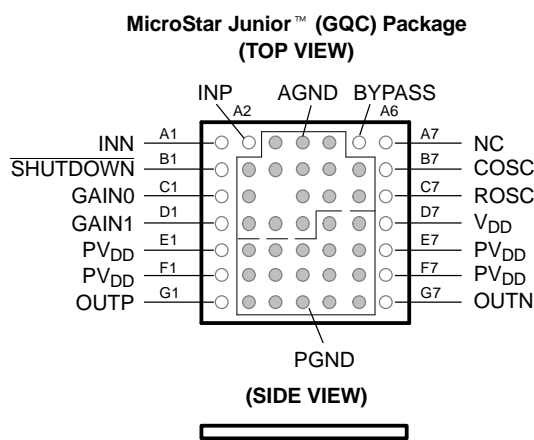 MicroStar Junior™ (GQC) Package
(TOP VIEW)
INP A2 AGND BYPASS A6
INN A1 A7 NC
SHUTDOWN B1 B7 COSC
GAIN0 C1 C7 ROSC
GAIN1 D1 D7 VDD
PVDD E1 E7 PVDD
PVDD F1 F7 PVDD
OUTP G1 G7 OUTN
PGND
(SIDE VIEW)